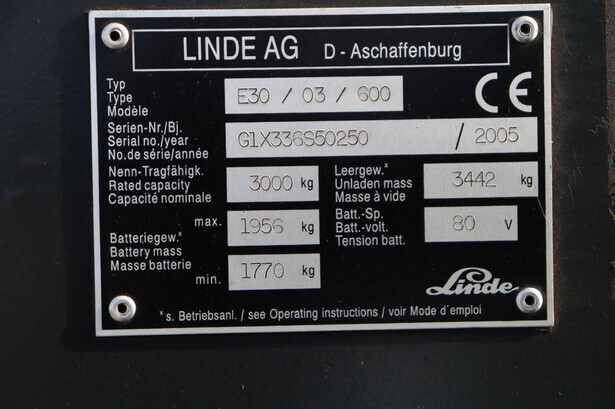 LINDE AG D - Aschaffenburg
Typ
Type
Modèle
E30 / 03 / 600
CE
Serien-Nr./Bj.
Serial no./year
No.de série/année
G1X336S50250 / 2005
Nenn-Tragfähigk.
Rated capacity
Capacité nominale
3000 kg
Leergew.x
Unladen mass
Masse à vide
3442 kg
Batteriegew.x
Battery mass
Masse batterie
max. 1956 kg
min. 1770 kg
Batt.-Sp.
Batt.-volt.
Tension batt.
80 V
Linde
x s. Betriebsanl. / see Operating instructions / voir Mode d´emploi